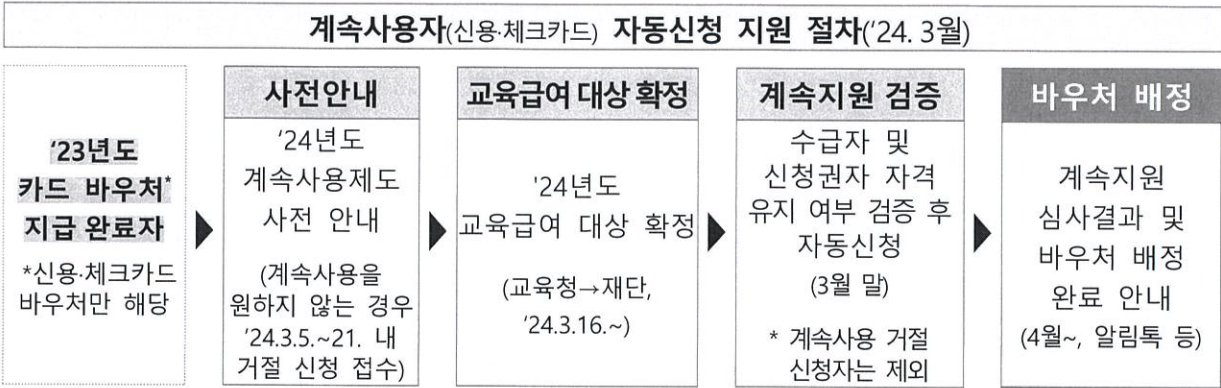 계속사용자(신용·체크카드) 자동신청 지원 절차('24. 3월)
'23년도
카드 바우처*
지급 완료자
*신용·체크카드
바우처만 해당
사전안내
'24년도
계속사용제도
사전 안내
(계속사용을
원하지 않는 경우
'24.3.5.~21. 내
거절 신청 접수)
교육급여 대상 확정
'24년도
교육급여 대상 확정
(교육청→재단,
'24.3.16.~)
계속지원 검증
수급자 및
신청권자 자격
유지 여부 검증 후
자동신청
(3월 말)
* 계속사용 거절
신청자는 제외
바우처 배정
계속지원
심사결과 및
바우처 배정
완료 안내
(4월~, 알림톡 등)